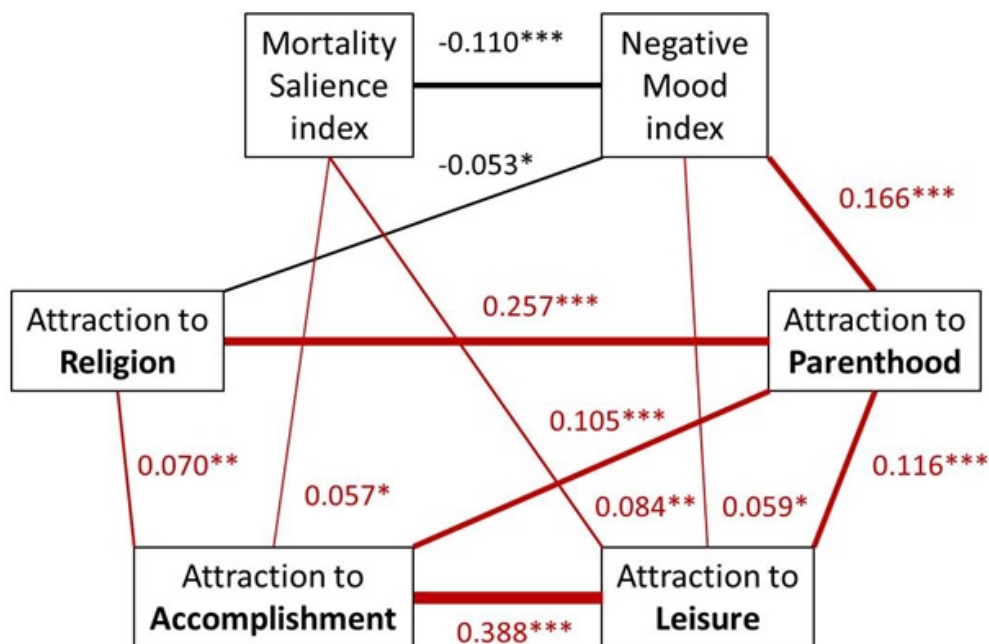 Mortality
Salience
index
-0.110***
Negative
Mood
index
-0.053*
0.166***
Attraction to
Religion
0.257***
Attraction to
Parenthood
0.070**
0.057*
0.105***
0.084**
0.059*
0.116***
Attraction to
Accomplishment
0.388***
Attraction to
Leisure